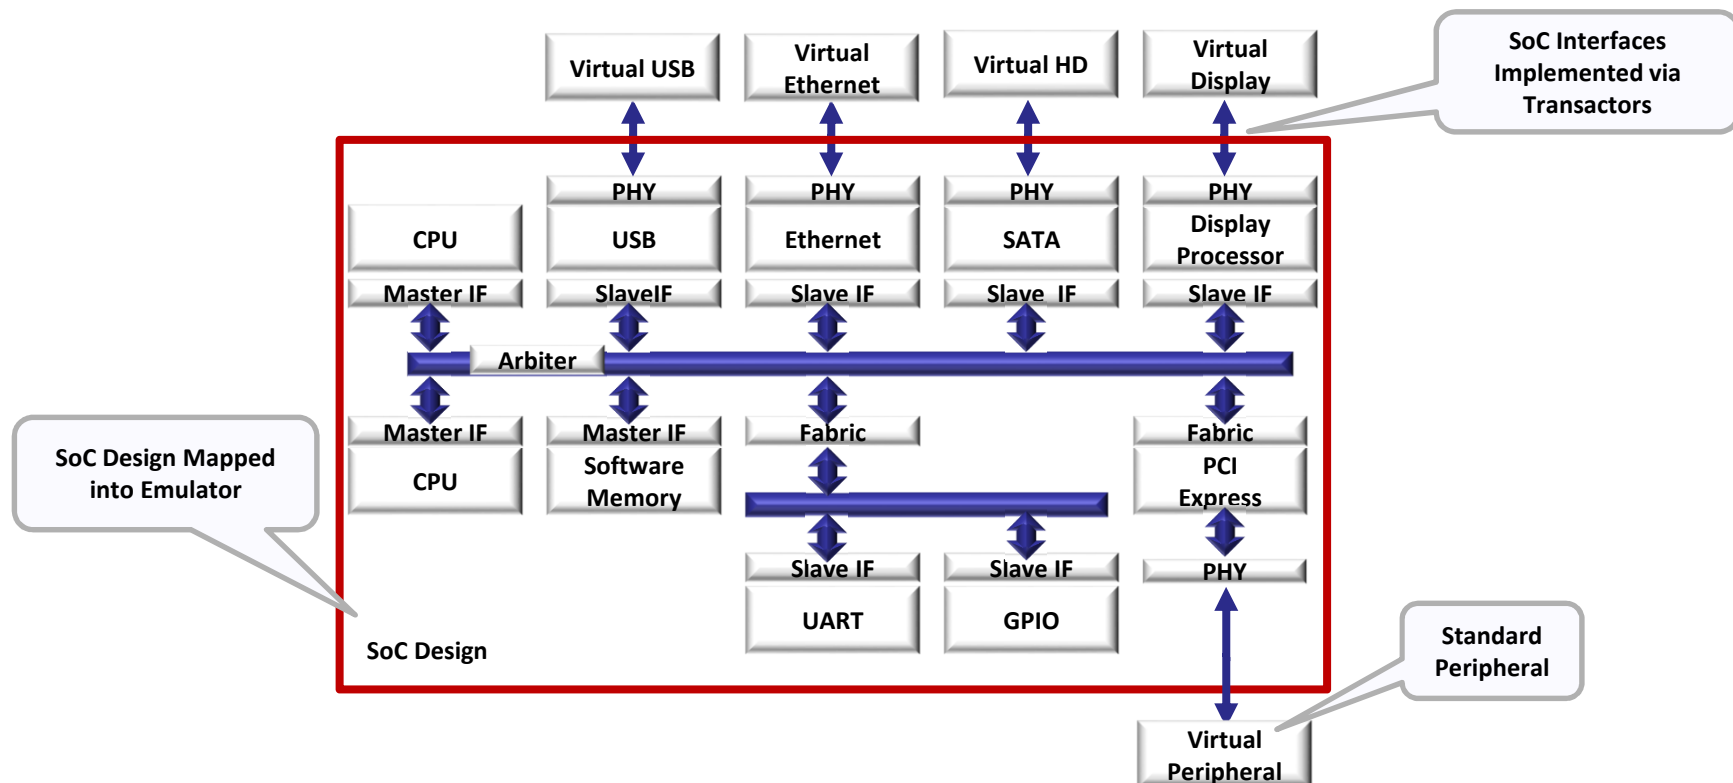 Virtual USB
Virtual
Ethernet
Virtual HD
Virtual
Display
SoC Interfaces
Implemented via
Transactors
PHY
PHY
PHY
PHY
CPU
USB
Ethernet
SATA
Display
Processor
Master IF
SlaveIF
Slave IF
Slave IF
Slave IF
Arbiter
Master IF
Master IF
Fabric
Fabric
SoC Design Mapped
into Emulator
CPU
Software
Memory
PCI
Express
Slave IF
Slave IF
PHY
UART
GPIO
SoC Design
Standard
Peripheral
Virtual
Peripheral